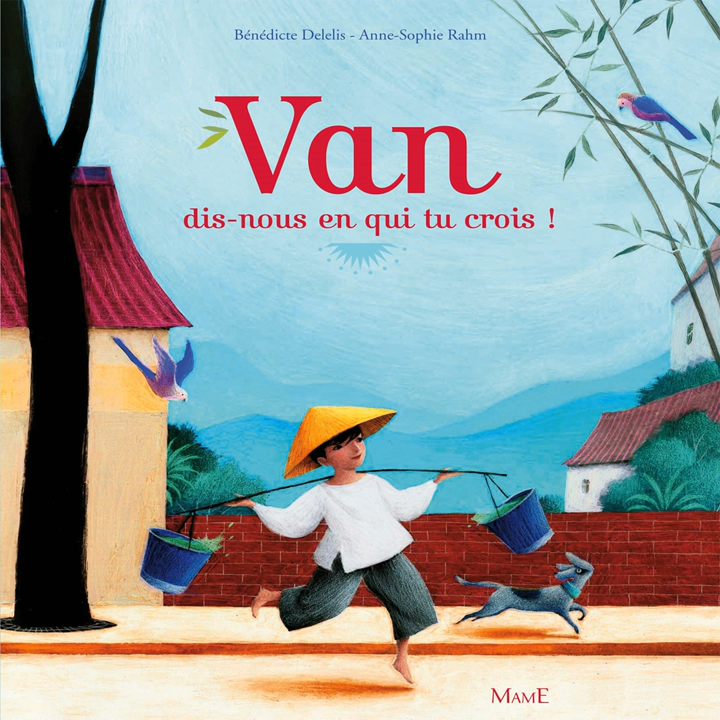 Bénédicte Delelis - Anne-Sophie Rahm
Van
dis-nous en qui tu crois !
MAME